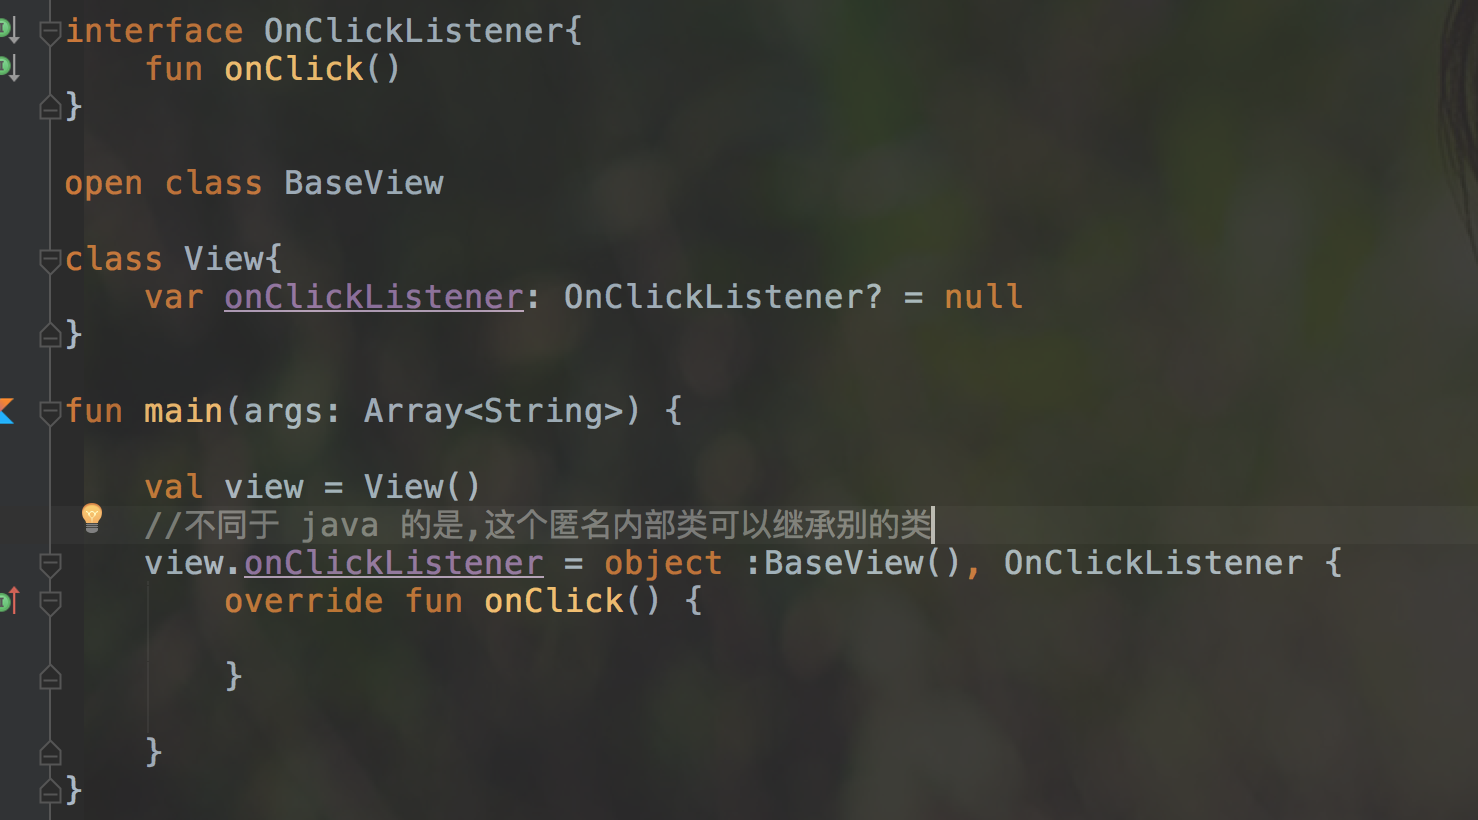 interface OnClickListener{
    fun onClick()
}
open class BaseView
class View{
    var onClickListener: OnClickListener? = null
}
fun main(args: Array<String>) {
    val view = View()
    //不同于 java 的是,这个匿名内部类可以继承别的类
    view.onClickListener = object :BaseView(), OnClickListener {
        override fun onClick() {
        }
    }
}